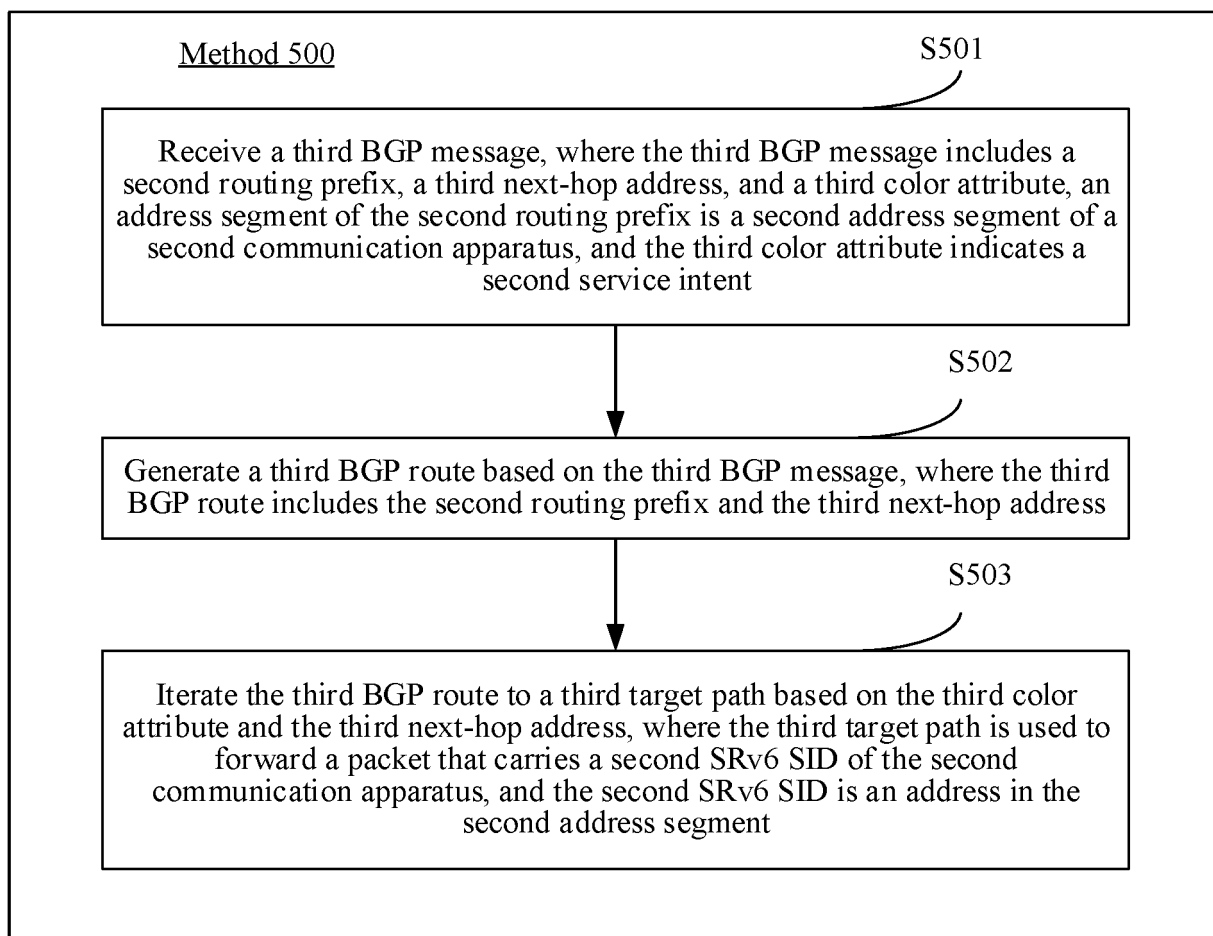 Method 500
S501
Receive a third BGP message, where the third BGP message includes a
second routing prefix, a third next-hop address, and a third color attribute, an
address segment of the second routing prefix is a second address segment of a
second communication apparatus, and the third color attribute indicates a
second service intent
S502
Generate a third BGP route based on the third BGP message, where the third
BGP route includes the second routing prefix and the third next-hop address
S503
Iterate the third BGP route to a third target path based on the third color
attribute and the third next-hop address, where the third target path is used to
forward a packet that carries a second SRv6 SID of the second
communication apparatus, and the second SRv6 SID is an address in the
second address segment